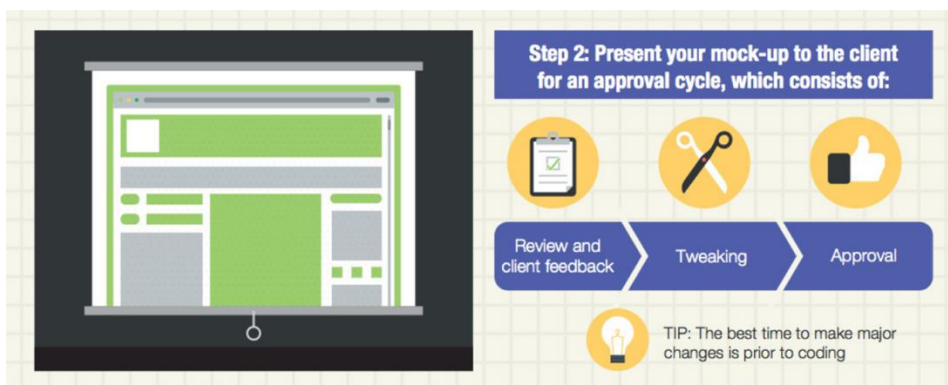 Step 2: Present your mock-up to the client
for an approval cycle, which consists of:
Review and
client feedback
Tweaking
Approval
TIP: The best time to make major
changes is prior to coding